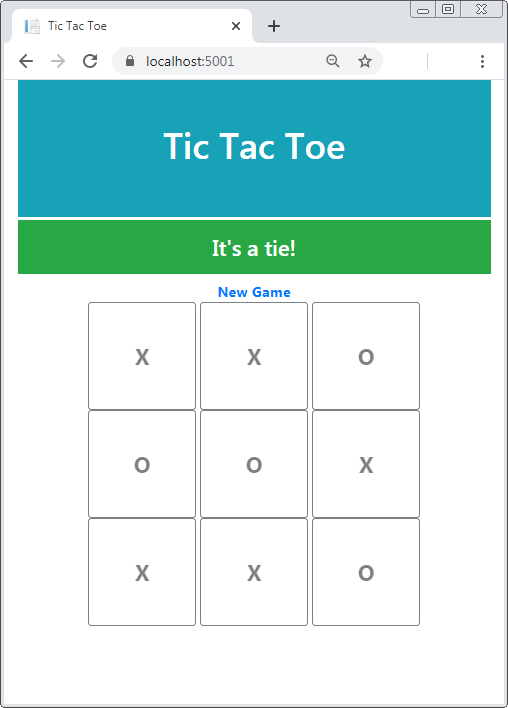 Tic Tac Toe
localhost:5001
Tic Tac Toe
It's a tie!
New Game
X X O
O O X
X X O